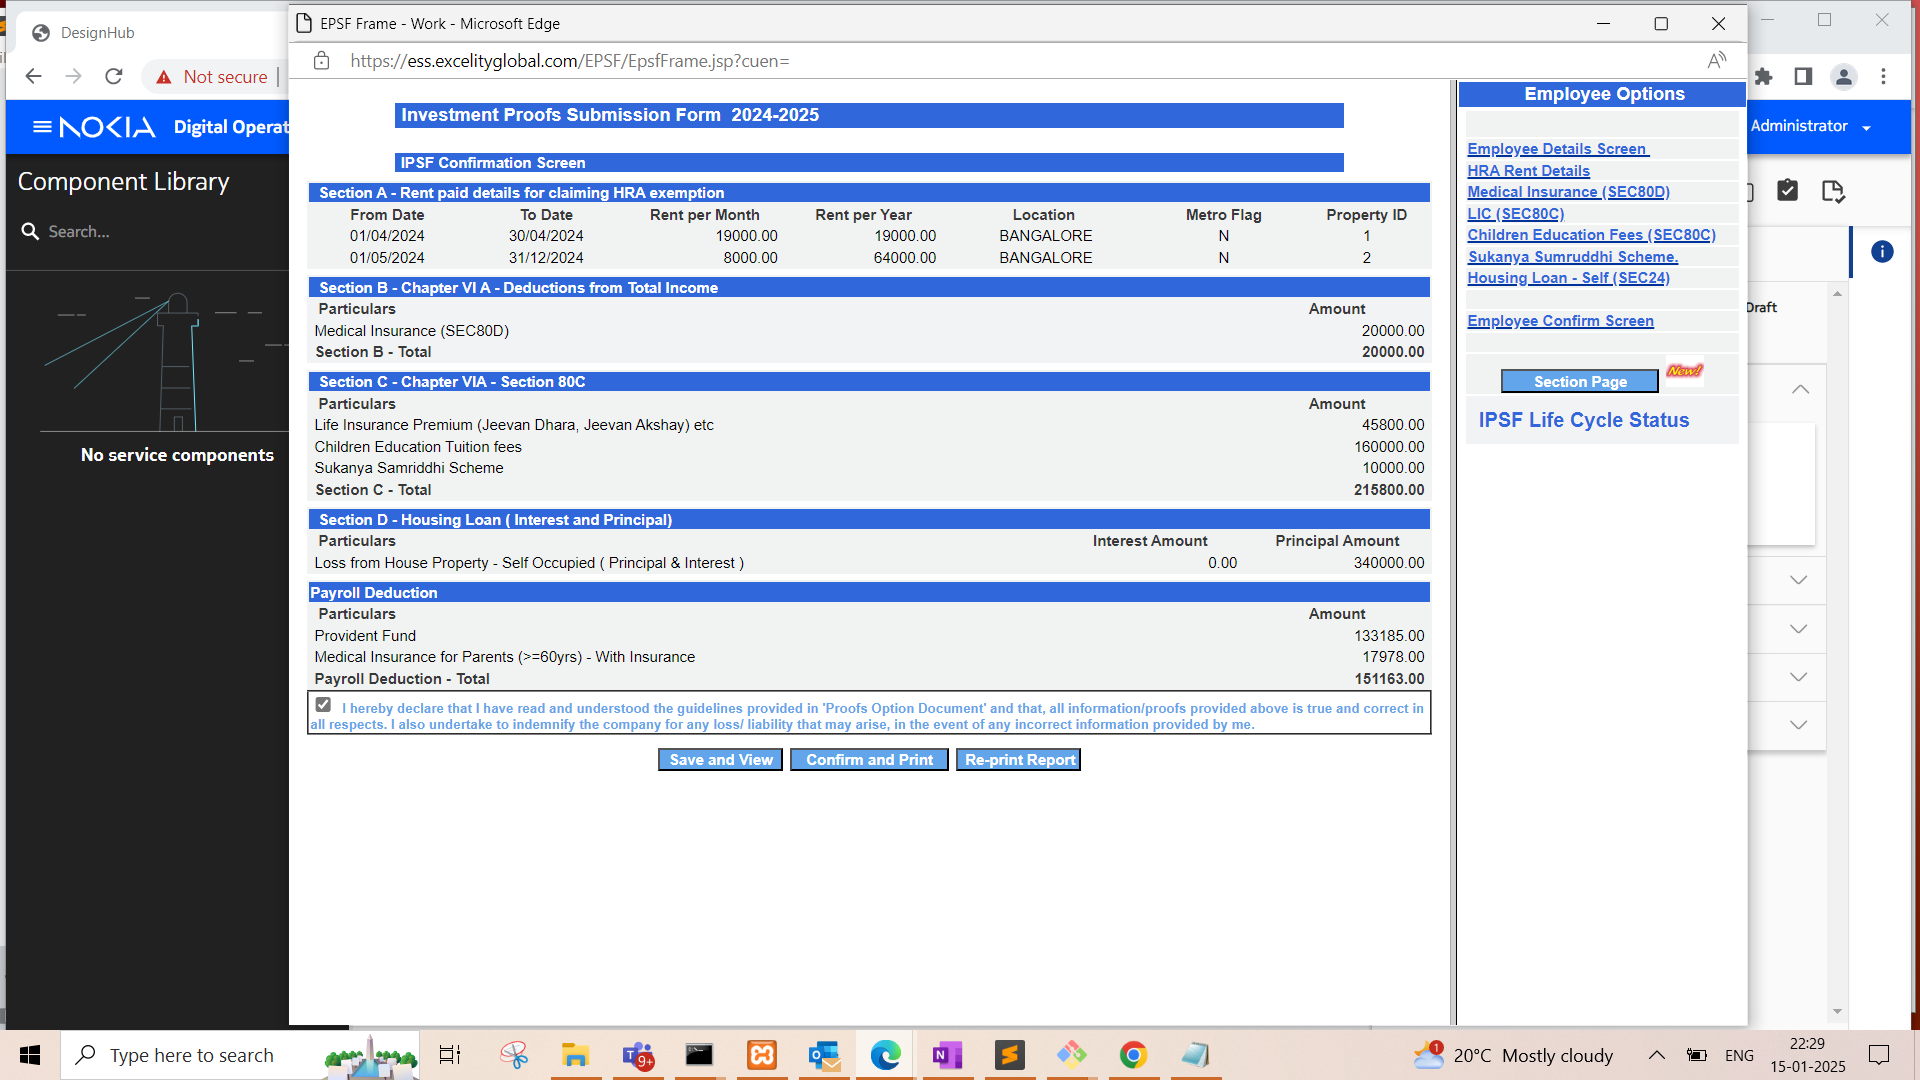 DesignHub
EPSF Frame - Work - Microsoft Edge
Not secure
https://ess.excelityglobal.com/EPSF/EpsfFrame.jsp?cuen=
NOKIA Digital Operat
Administrator
Component Library
Search...
No service components
Draft
Investment Proofs Submission Form 2024-2025
IPSF Confirmation Screen
Section A - Rent paid details for claiming HRA exemption
From Date To Date Rent per Month Rent per Year Location Metro Flag Property ID
01/04/2024 30/04/2024 19000.00 19000.00 BANGALORE N 1
01/05/2024 31/12/2024 8000.00 64000.00 BANGALORE N 2
Section B - Chapter VI A - Deductions from Total Income
Particulars Amount
Medical Insurance (SEC80D) 20000.00
Section B - Total 20000.00
Section C - Chapter VIA - Section 80C
Particulars Amount
Life Insurance Premium (Jeevan Dhara, Jeevan Akshay) etc 45800.00
Children Education Tuition fees 160000.00
Sukanya Samriddhi Scheme 10000.00
Section C - Total 215800.00
Section D - Housing Loan ( Interest and Principal)
Particulars Interest Amount Principal Amount
Loss from House Property - Self Occupied ( Principal & Interest ) 0.00 340000.00
Payroll Deduction
Particulars Amount
Provident Fund 133185.00
Medical Insurance for Parents (>=60yrs) - With Insurance 17978.00
Payroll Deduction - Total 151163.00
I hereby declare that I have read and understood the guidelines provided in 'Proofs Option Document' and that, all information/proofs provided above is true and correct in
all respects. I also undertake to indemnify the company for any loss/ liability that may arise, in the event of any incorrect information provided by me.
Save and View Confirm and Print Re-print Report
Employee Options
Employee Details Screen
HRA Rent Details
Medical Insurance (SEC80D)
LIC (SEC80C)
Children Education Fees (SEC80C)
Sukanya Sumruddhi Scheme.
Housing Loan - Self (SEC24)
Employee Confirm Screen
Section Page New!
IPSF Life Cycle Status
Type here to search
9+
1
20°C Mostly cloudy
ENG
22:29
15-01-2025